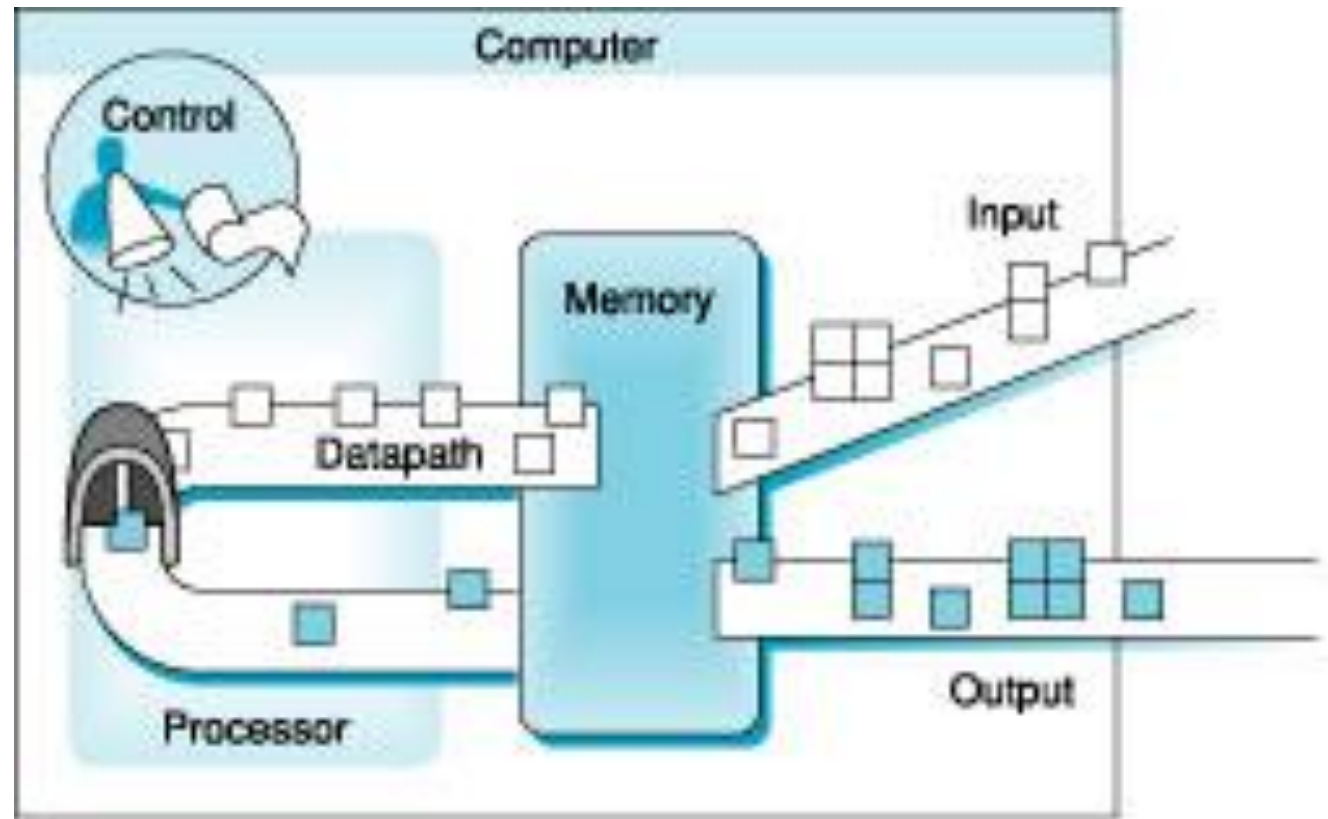 Computer
Control
Input
Memory
Datapath
Output
Processor